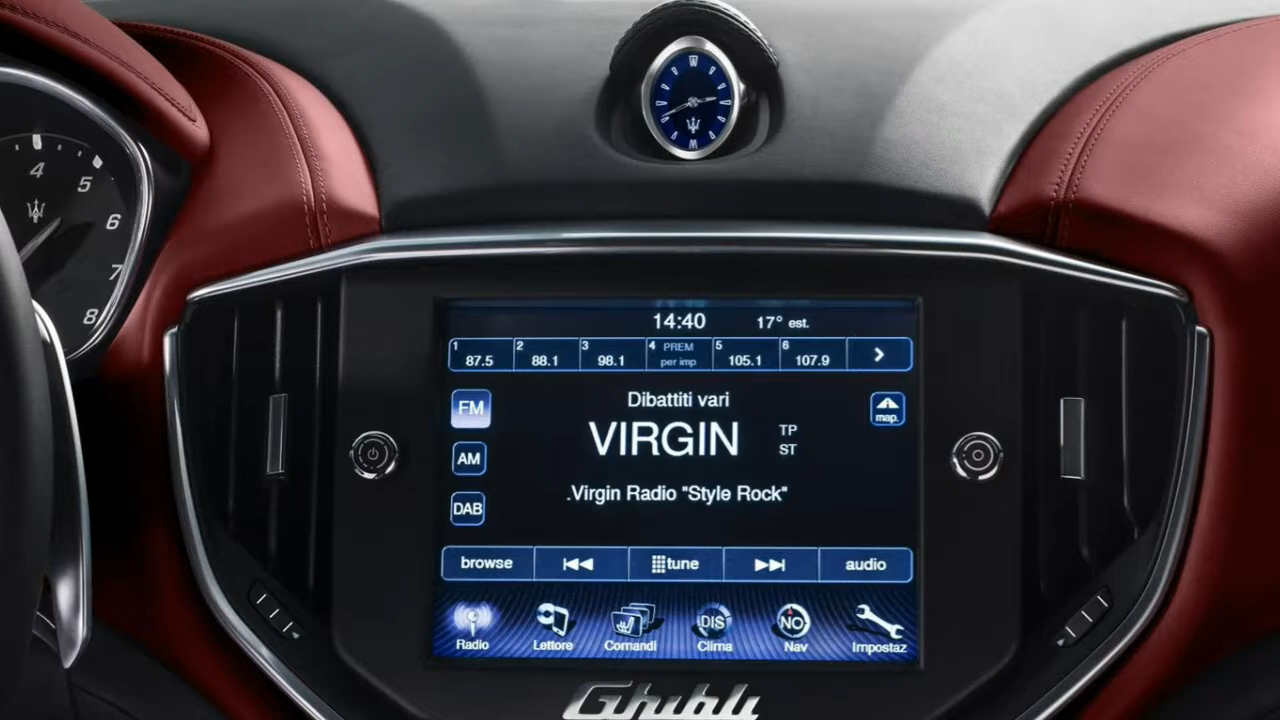 4
5
6
7
8
14:40 17° est.
1 87.5 2 88.1 3 98.1 4 PREM per imp 5 105.1 6 107.9
Dibattiti vari
FM
map.
VIRGIN TP
ST
AM
.Virgin Radio "Style Rock"
DAB
browse tune audio
Radio Lettore Comandi DIS Clima NO Nav Impostaz
Ghibli